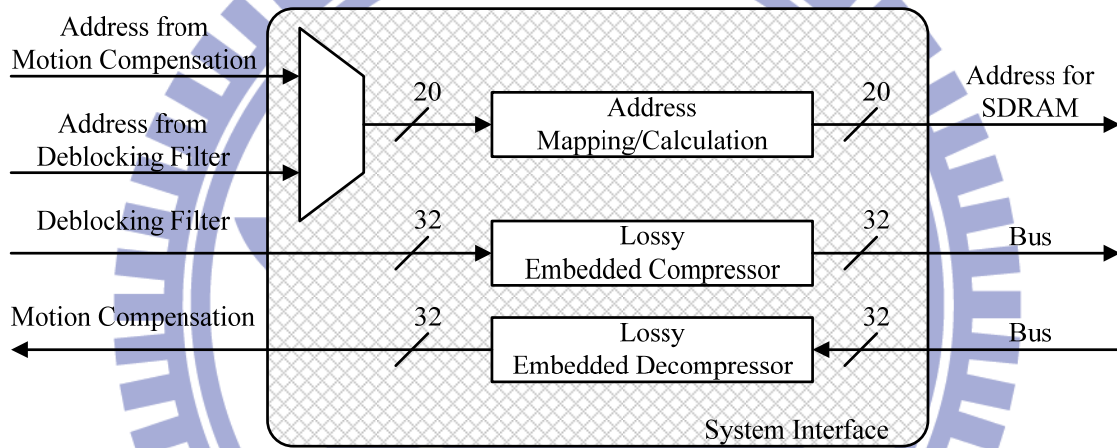 Address from
Motion Compensation
20
Address
Mapping/Calculation
20
Address for
SDRAM
Address from
Deblocking Filter
Deblocking Filter
32
Lossy
Embedded Compressor
32
Bus
Motion Compensation
32
Lossy
Embedded Decompressor
32
Bus
System Interface